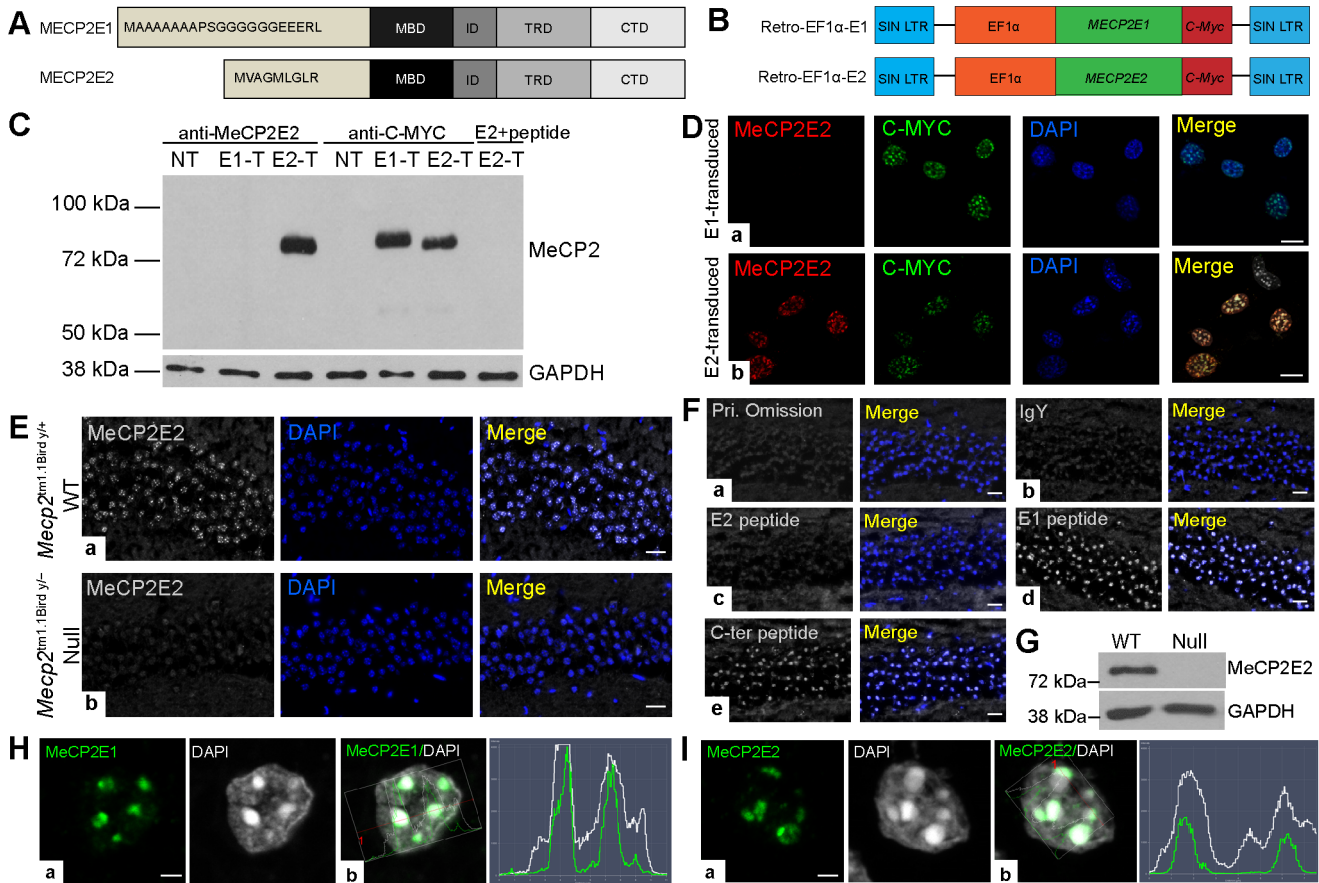 A
MECP2E1 MAAAAAAAPSGGGGGGEEERL MBD ID TRD CTD
MECP2E2 MVAGMLGLR MBD ID TRD CTD
B
Retro-EF1α-E1 SIN LTR EF1α MECP2E1 C-Myc SIN LTR
Retro-EF1α-E2 SIN LTR EF1α MECP2E2 C-Myc SIN LTR
C
anti-MeCP2E2 anti-C-MYC E2+peptide
NT E1-T E2-T NT E1-T E2-T E2-T
100 kDa
72 kDa
50 kDa
38 kDa
MeCP2
GAPDH
D
E1-transduced
MeCP2E2 C-MYC DAPI Merge
a
E2-transduced
MeCP2E2 C-MYC DAPI Merge
b
E
Mecp2tm1.1Bird y/+
WT
MeCP2E2 DAPI Merge
a
Mecp2tm1.1Bird y/–
Null
MeCP2E2 DAPI Merge
b
F
Pri. Omission Merge
a
IgY Merge
b
E2 peptide Merge
c
E1 peptide Merge
d
C-ter peptide Merge
e
G
WT Null
72 kDa MeCP2E2
38 kDa GAPDH
H
MeCP2E1 DAPI MeCP2E1/DAPI
a b
I
MeCP2E2 DAPI MeCP2E2/DAPI
a b